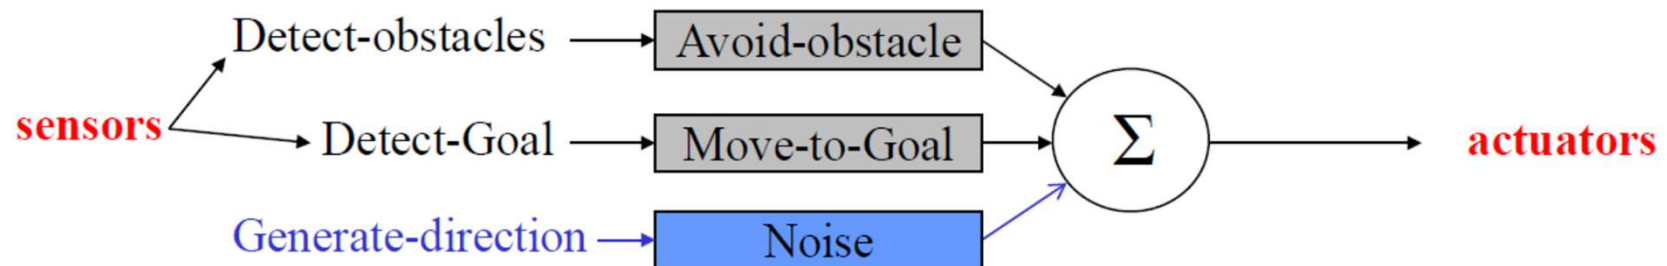 Detect-obstacles Avoid-obstacle
sensors Detect-Goal Move-to-Goal Σ actuators
Generate-direction Noise